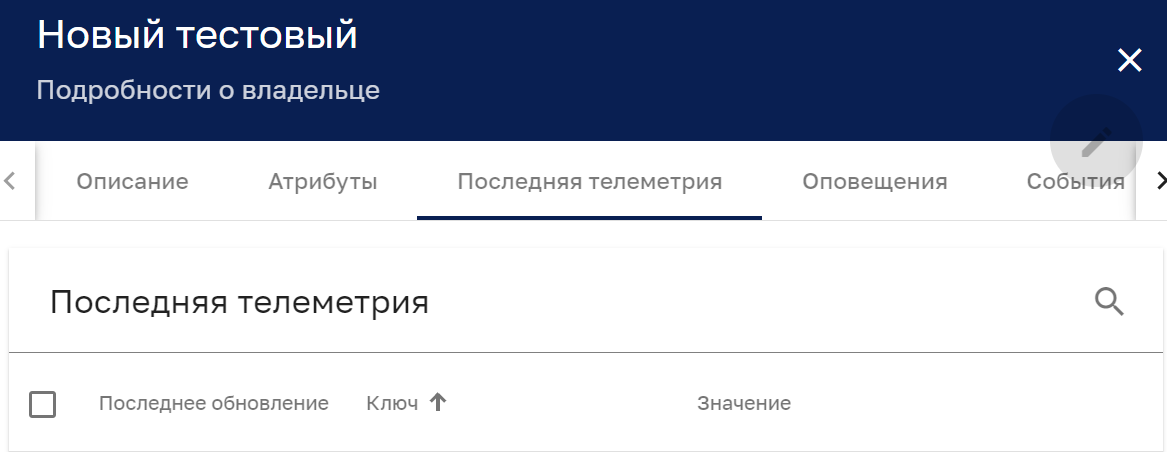 Новый тестовый
Подробности о владельце
Описание Атрибуты Последняя телеметрия Оповещения События
Последняя телеметрия
Последнее обновление Ключ Значение